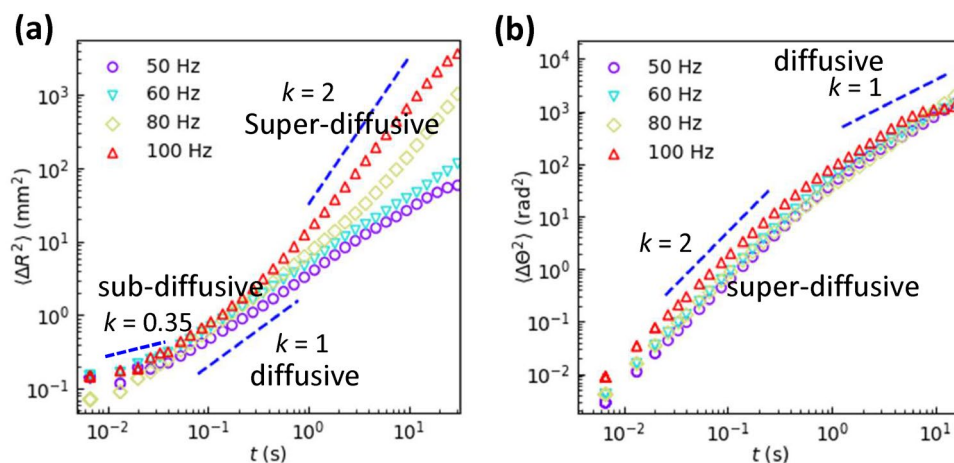 (a)
⟨ΔR²⟩ (mm²)
10³
10²
10¹
10⁰
10⁻¹
50 Hz
60 Hz
80 Hz
100 Hz
k = 2
Super-diffusive
sub-diffusive
k = 0.35
k = 1
diffusive
10⁻² 10⁻¹ 10⁰ 10¹
t (s)
(b)
⟨ΔΘ²⟩ (rad²)
10⁴
10³
10²
10¹
10⁰
10⁻¹
10⁻²
50 Hz
60 Hz
80 Hz
100 Hz
diffusive
k = 1
k = 2
super-diffusive
10⁻² 10⁻¹ 10⁰ 10¹
t (s)